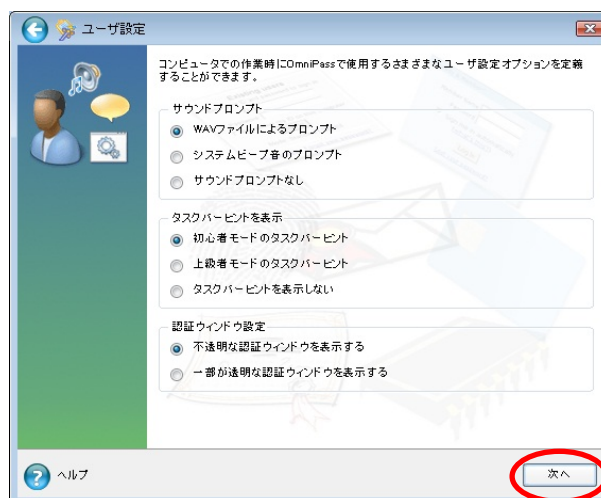 ユーザ設定
コンピュータでの作業時にOmniPassで使用するさまざまなユーザ設定オプションを定義
することができます。
サウンドプロンプト
WAVファイルによるプロンプト
システムビープ音のプロンプト
サウンドプロンプトなし
タスクバーヒントを表示
初心者モードのタスクバーヒント
上級者モードのタスクバーヒント
タスクバーヒントを表示しない
認証ウィンドウ設定
不透明な認証ウィンドウを表示する
一部が透明な認証ウィンドウを表示する
ヘルプ
次へ